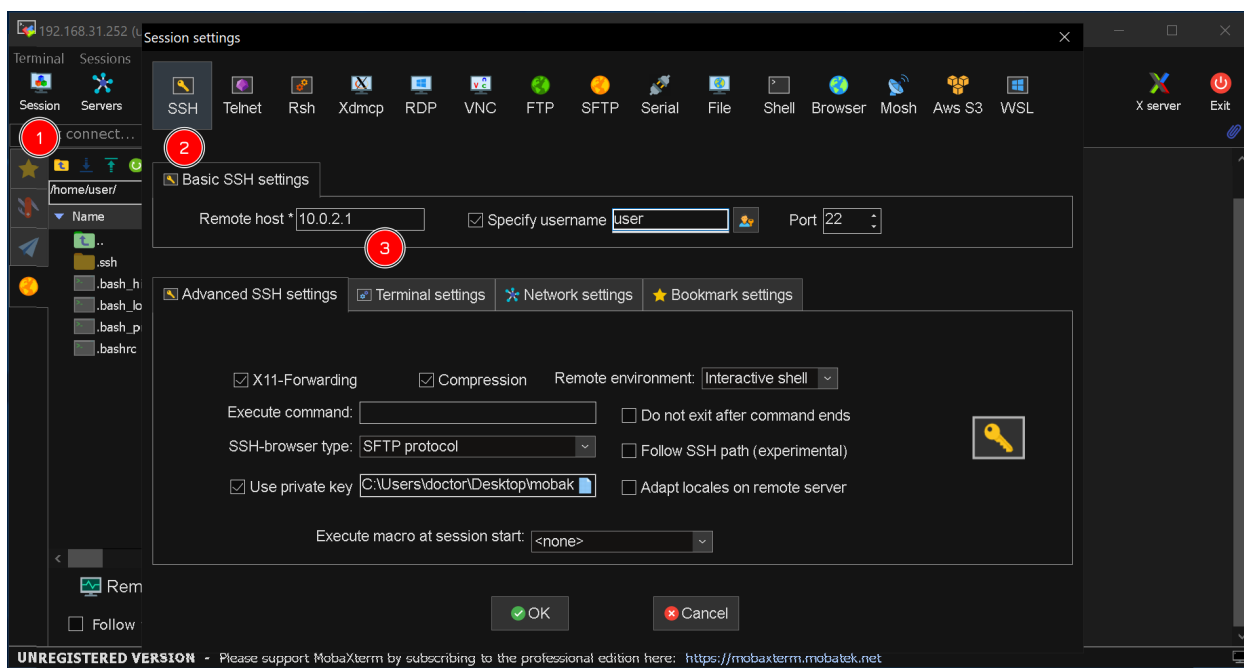 192.168.31.252 (u
Session settings
Terminal Sessions
Session Servers
SSH Telnet Rsh Xdmcp RDP VNC FTP SFTP Serial File Shell Browser Mosh Aws S3 WSL
X server Exit
1
connect...
2
/home/user/
Basic SSH settings
Name
Remote host * 10.0.2.1 Specify username user Port 22
3
..
.ssh
.bash_hi
.bash_lo
.bash_p
.bashrc
Advanced SSH settings Terminal settings Network settings Bookmark settings
X11-Forwarding Compression Remote environment: Interactive shell
Execute command: Do not exit after command ends
SSH-browser type: SFTP protocol Follow SSH path (experimental)
Use private key C:\Users\doctor\Desktop\mobak Adapt locales on remote server
Execute macro at session start: <none>
Rem
OK Cancel
Follow
UNREGISTERED VERSION - Please support MobaXterm by subscribing to the professional edition here: https://mobaxterm.mobatek.net